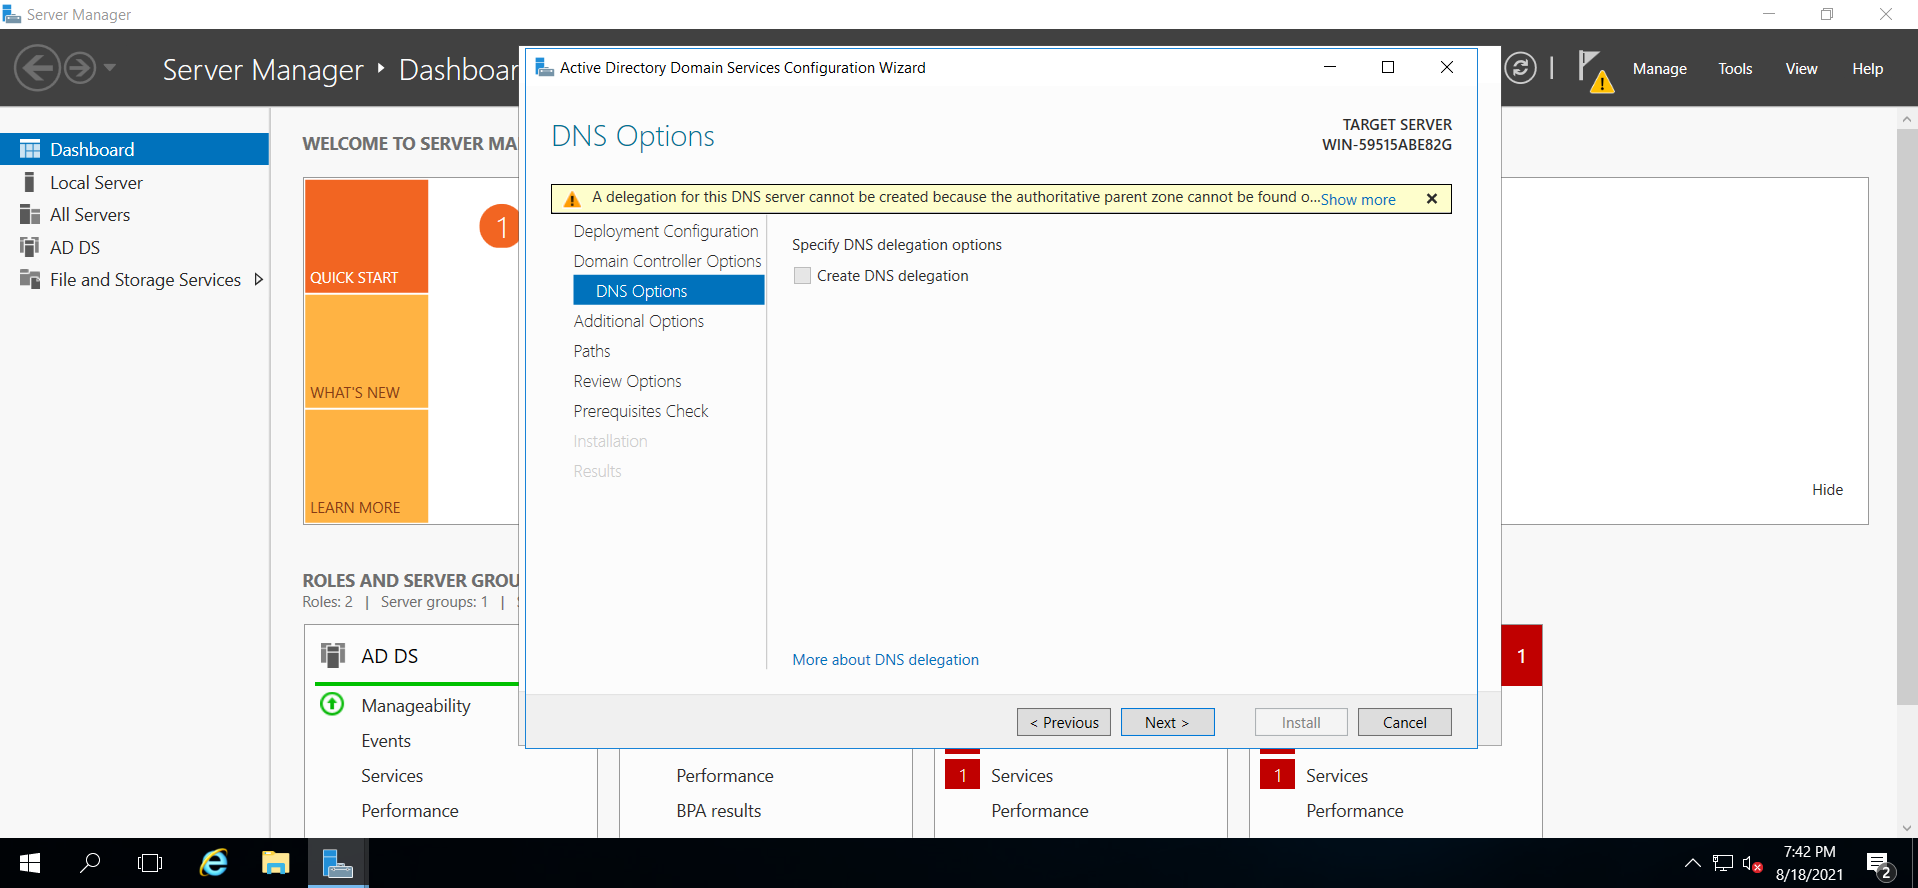 Server Manager
Server Manager Dashboar
Manage Tools View Help
Dashboard
Local Server
All Servers
AD DS
File and Storage Services
WELCOME TO SERVER MA
QUICK START
WHAT'S NEW
LEARN MORE
1
Hide
ROLES AND SERVER GROU
Roles: 2 | Server groups: 1 |
AD DS
Manageability
Events
Services
Performance
Performance
BPA results
1 Services
Performance
1
1 Services
Performance
Active Directory Domain Services Configuration Wizard
DNS Options
TARGET SERVER
WIN-59515ABE82G
A delegation for this DNS server cannot be created because the authoritative parent zone cannot be found o... Show more
Deployment Configuration
Domain Controller Options
DNS Options
Additional Options
Paths
Review Options
Prerequisites Check
Installation
Results
Specify DNS delegation options
Create DNS delegation
More about DNS delegation
< Previous Next > Install Cancel
7:42 PM
8/18/2021
2